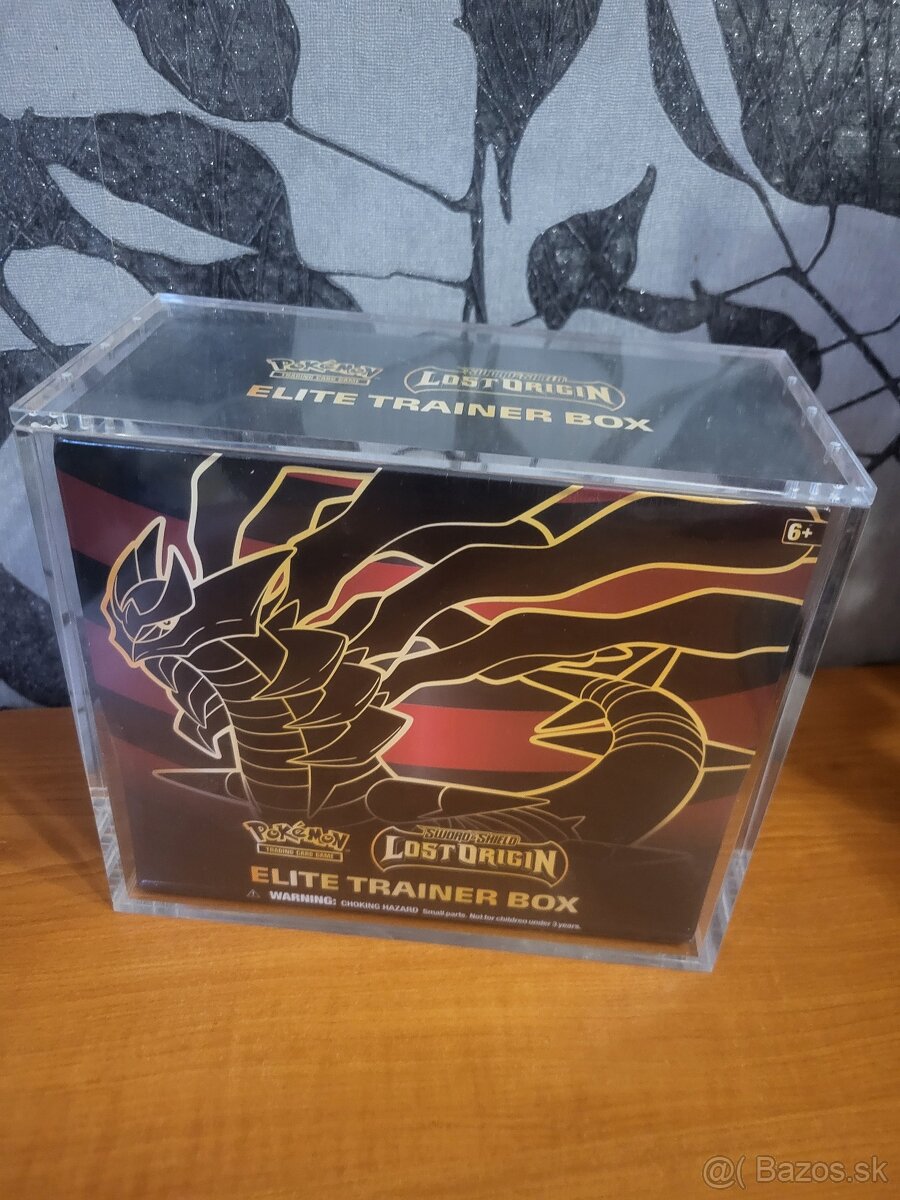 Pokémon
TRADING CARD GAME
SWORD & SHIELD
LOST ORIGIN
ELITE TRAINER BOX
6+
Pokémon
TRADING CARD GAME
SWORD & SHIELD
LOST ORIGIN
ELITE TRAINER BOX
WARNING: CHOKING HAZARD Small parts. Not for children under 3 years.
@( Bazos.sk